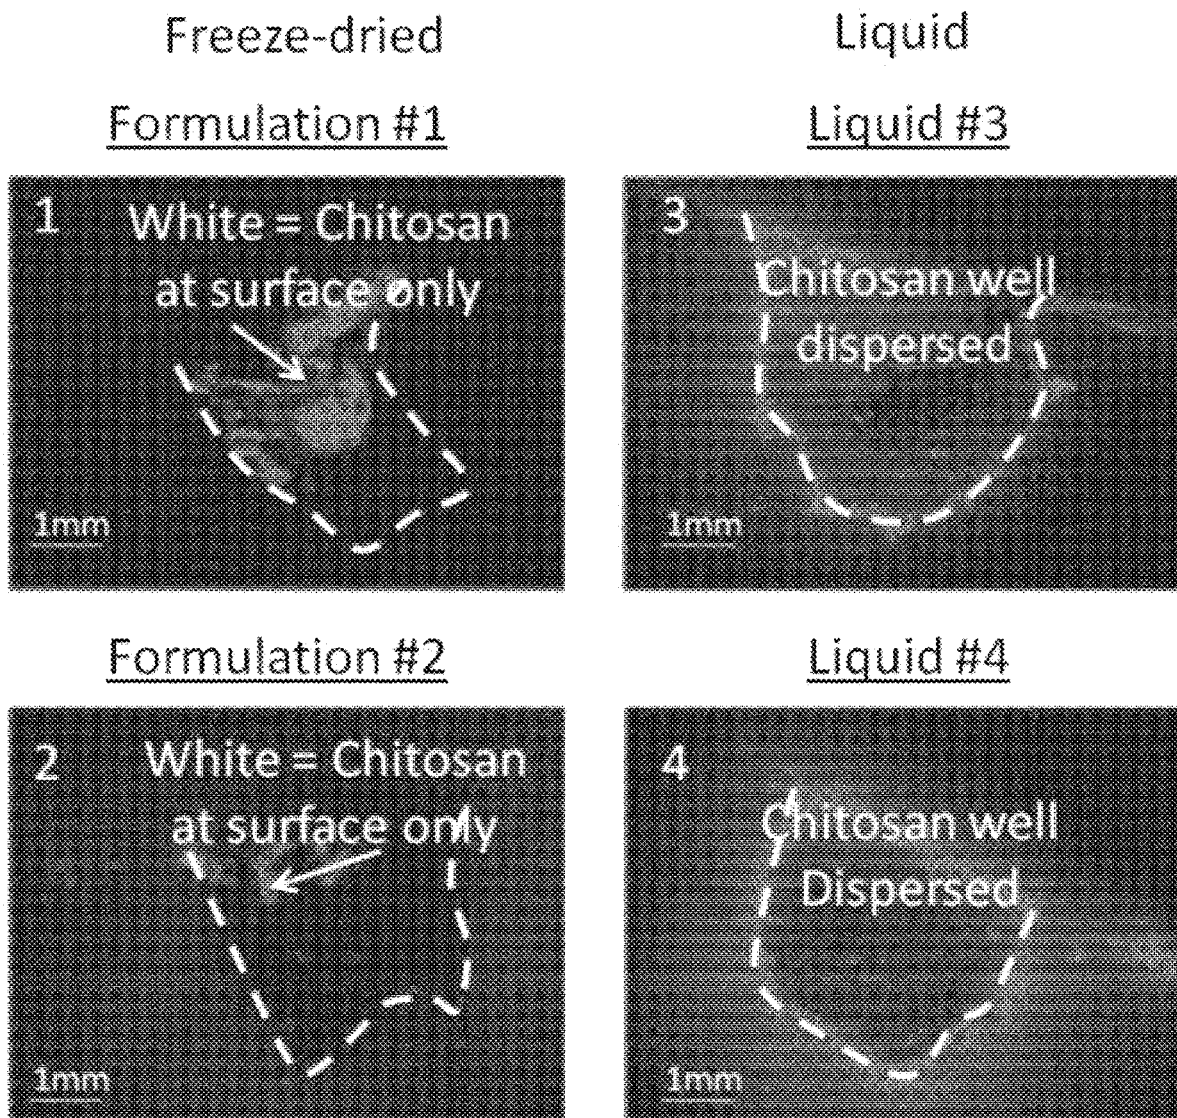 Freeze-dried
Liquid
Formulation #1
Liquid #3
1
White = Chitosan
at surface only
1mm
3
Chitosan well
dispersed
1mm
Formulation #2
Liquid #4
2
White = Chitosan
at surface only
1mm
4
Chitosan well
Dispersed
1mm